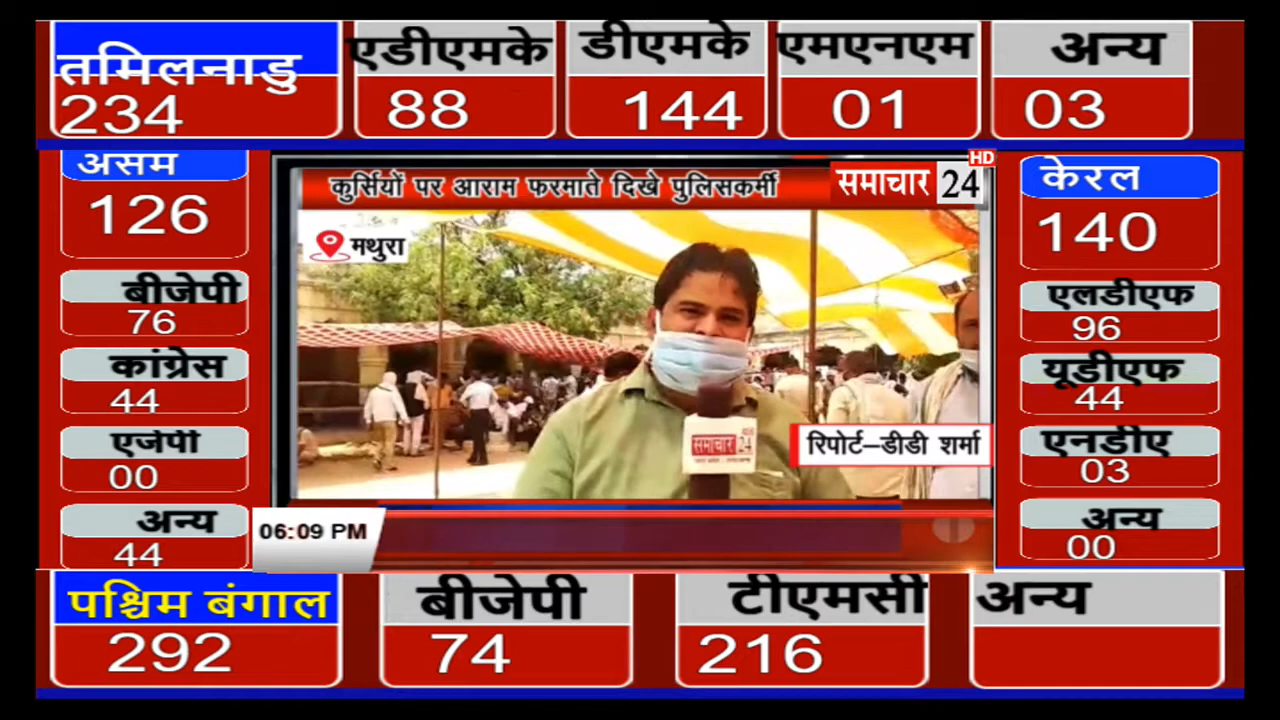 तमिलनाडु
234
एडीएमके
88
डीएमके
144
एमएनएम
01
अन्य
03
असम
126
बीजेपी
76
कांग्रेस
44
एजेपी
00
अन्य
44
कुर्सियों पर आराम फरमाते दिखे पुलिसकर्मी
समाचार 24
HD
मथुरा
समाचार 24
रिपोर्ट–डीडी शर्मा
06:09 PM
केरल
140
एलडीएफ
96
यूडीएफ
44
एनडीए
03
अन्य
00
पश्चिम बंगाल
292
बीजेपी
74
टीएमसी
216
अन्य